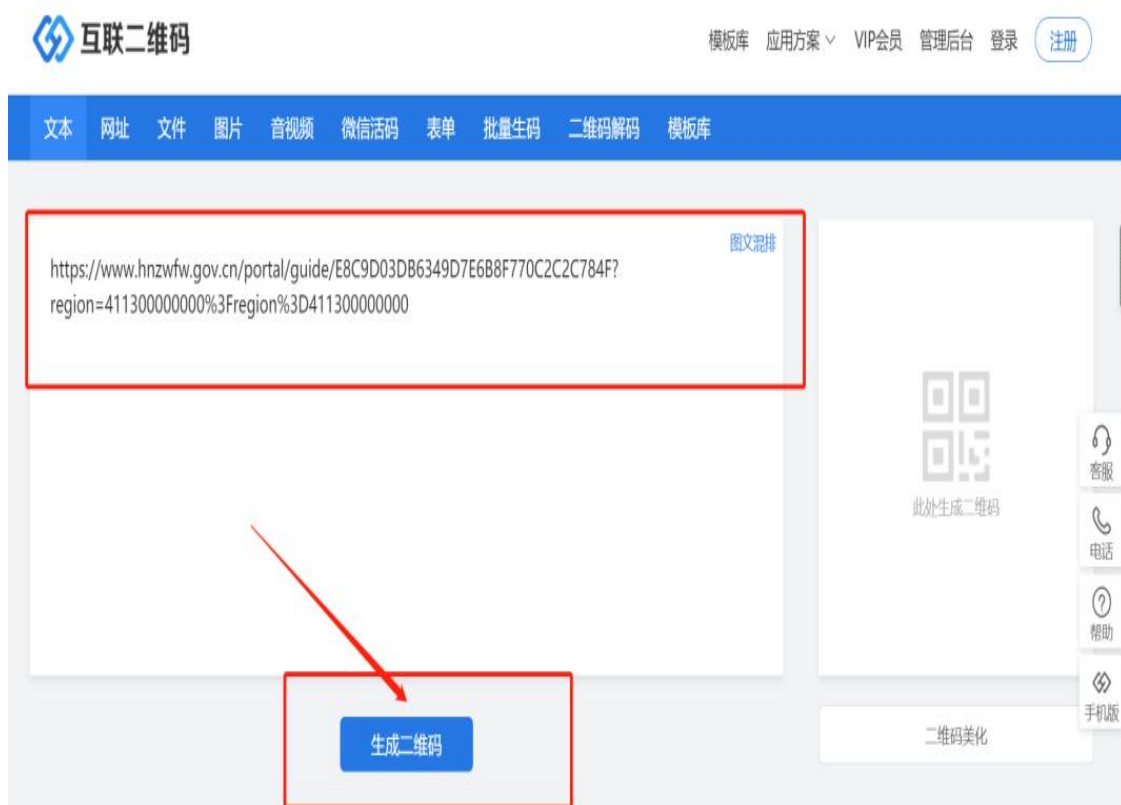 互联二维码
模板库 应用方案 VIP会员 管理后台 登录 注册
文本 网址 文件 图片 音视频 微信活码 表单 批量生码 二维码解码 模板库
图文混排
https://www.hnzwfw.gov.cn/portal/guide/E8C9D03DB6349D7E6B8F770C2C2C784F?
region=411300000000%3Fregion%3D411300000000
此处生成二维码
客服
电话
帮助
手机版
生成二维码
二维码美化